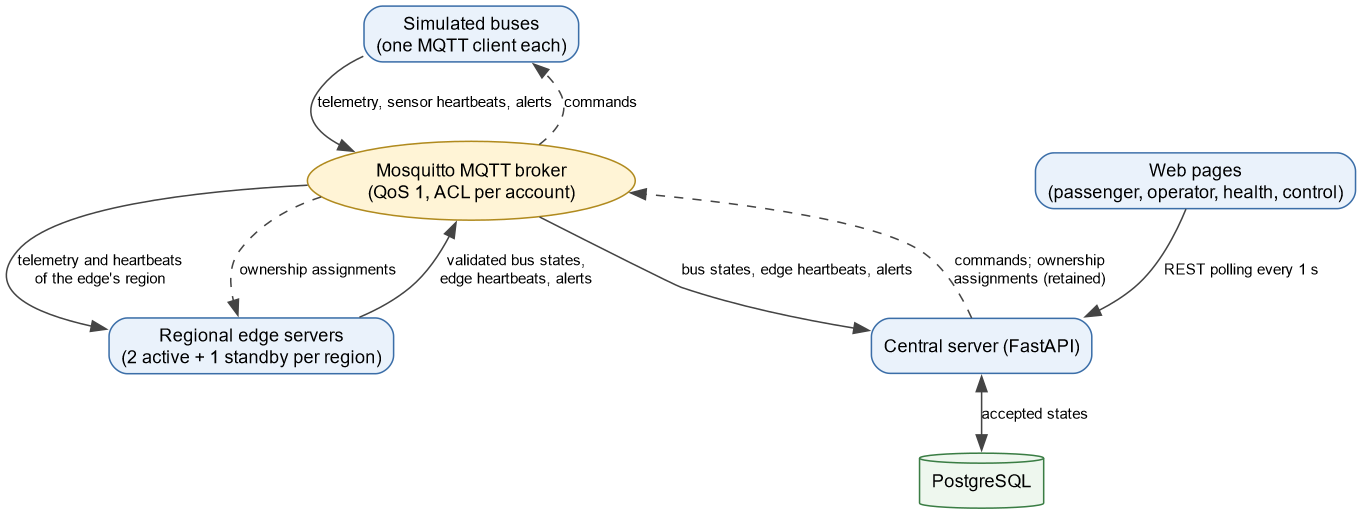 Simulated buses
(one MQTT client each)
telemetry, sensor heartbeats, alerts
commands
Mosquitto MQTT broker
(QoS 1, ACL per account)
Web pages
(passenger, operator, health, control)
telemetry and heartbeats
of the edge's region
ownership assignments
validated bus states,
edge heartbeats, alerts
bus states, edge heartbeats, alerts
commands; ownership
assignments (retained)
REST polling every 1 s
Regional edge servers
(2 active + 1 standby per region)
Central server (FastAPI)
accepted states
PostgreSQL